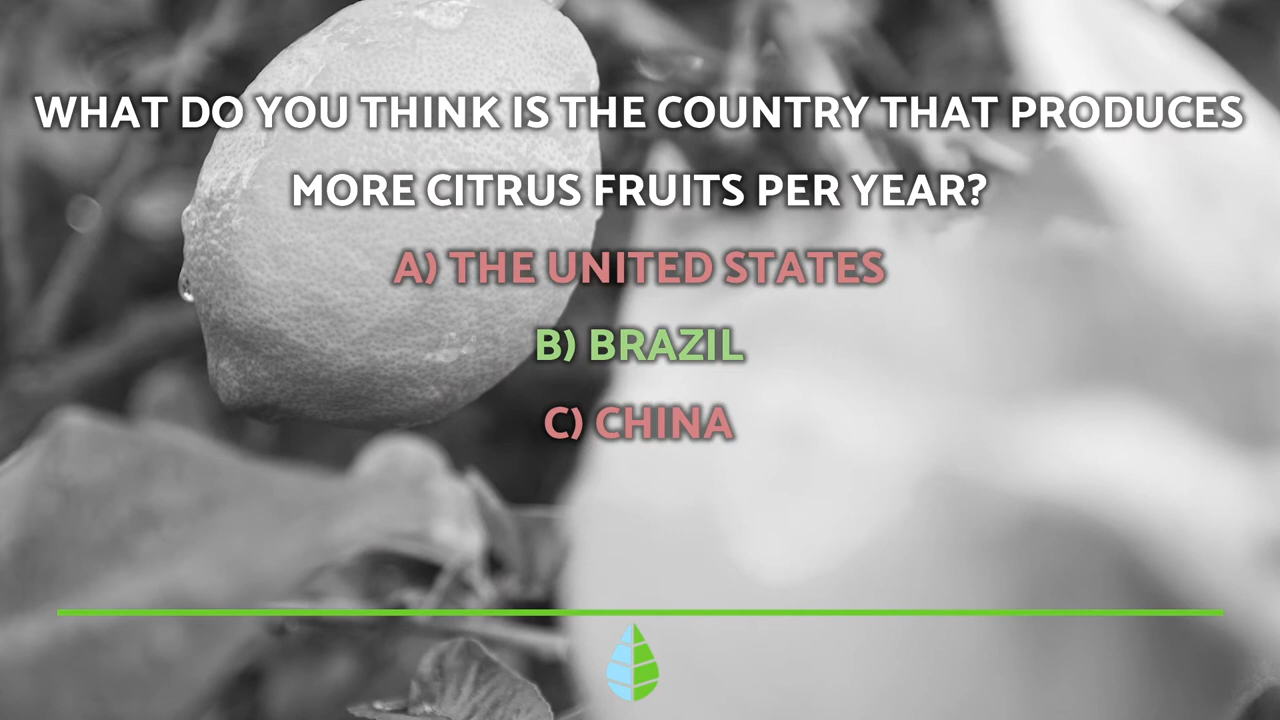 WHAT DO YOU THINK IS THE COUNTRY THAT PRODUCES
MORE CITRUS FRUITS PER YEAR?
A) THE UNITED STATES
B) BRAZIL
C) CHINA